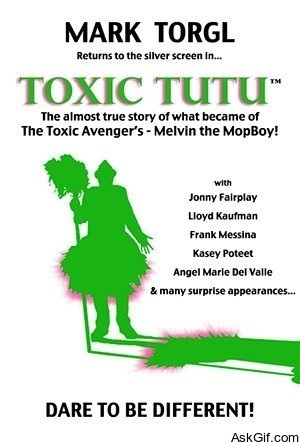 MARK TORGL
Returns to the silver screen in...
TOXIC TUTU™
The almost true story of what became of
The Toxic Avenger's - Melvin the MopBoy!
with
Jonny Fairplay
Lloyd Kaufman
Frank Messina
Kasey Poteet
Angel Marie Del Valle
& many surprise appearances...
DARE TO BE DIFFERENT!
AskGif.com